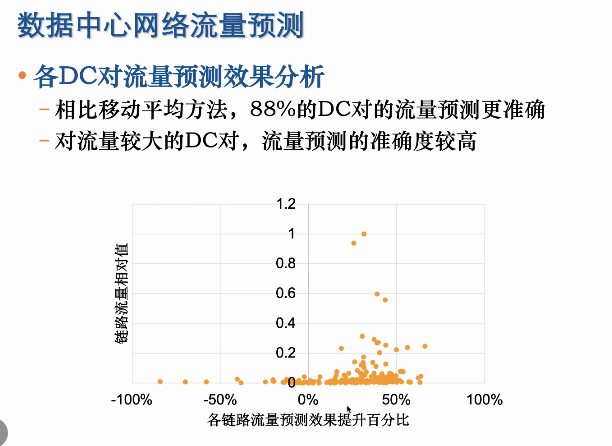 数据中心网络流量预测
• 各DC对流量预测效果分析
– 相比移动平均方法，88%的DC对的流量预测更准确
– 对流量较大的DC对，流量预测的准确度较高
链路流量相对值
1.2
1
0.8
0.6
0.4
0.2
0
-100%
-50%
0%
50%
100%
各链路流量预测效果提升百分比